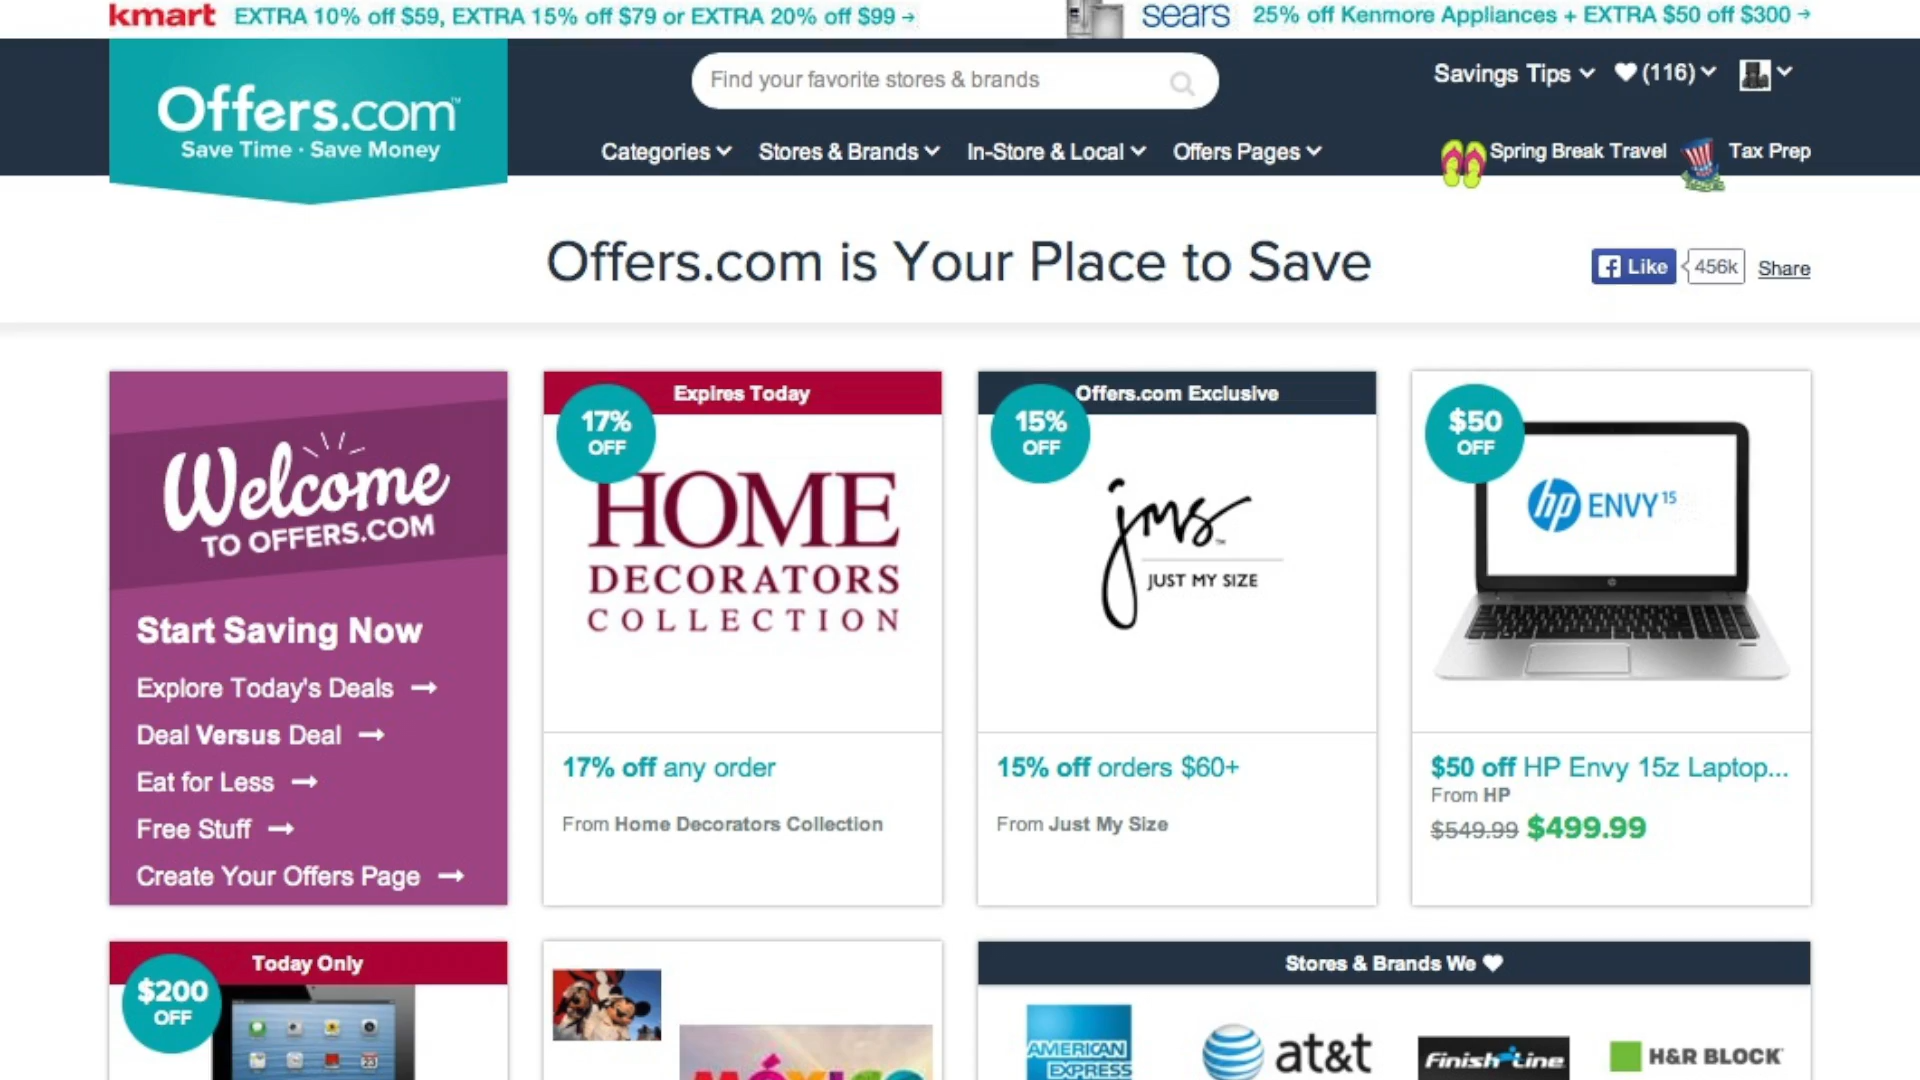 kmart EXTRA 10% off $59, EXTRA 15% off $79 or EXTRA 20% off $99 →
sears 25% off Kenmore Appliances + EXTRA $50 off $300 →
Offers.com™
Save Time · Save Money
Find your favorite stores & brands
Savings Tips
(116)
Categories
Stores & Brands
In-Store & Local
Offers Pages
Spring Break Travel
Tax Prep
Offers.com is Your Place to Save
Like
456k
Share
Welcome
TO OFFERS.COM
Start Saving Now
Explore Today's Deals →
Deal Versus Deal →
Eat for Less →
Free Stuff →
Create Your Offers Page →
Expires Today
17%
OFF
HOME
DECORATORS
COLLECTION
17% off any order
From Home Decorators Collection
Offers.com Exclusive
15%
OFF
jms™
JUST MY SIZE
15% off orders $60+
From Just My Size
$50
OFF
hp ENVY 15
$50 off HP Envy 15z Laptop...
From HP
$549.99 $499.99
Today Only
$200
OFF
23
MÉXICO
Stores & Brands We ♥
AMERICAN
EXPRESS
at&t
Finish Line
H&R BLOCK